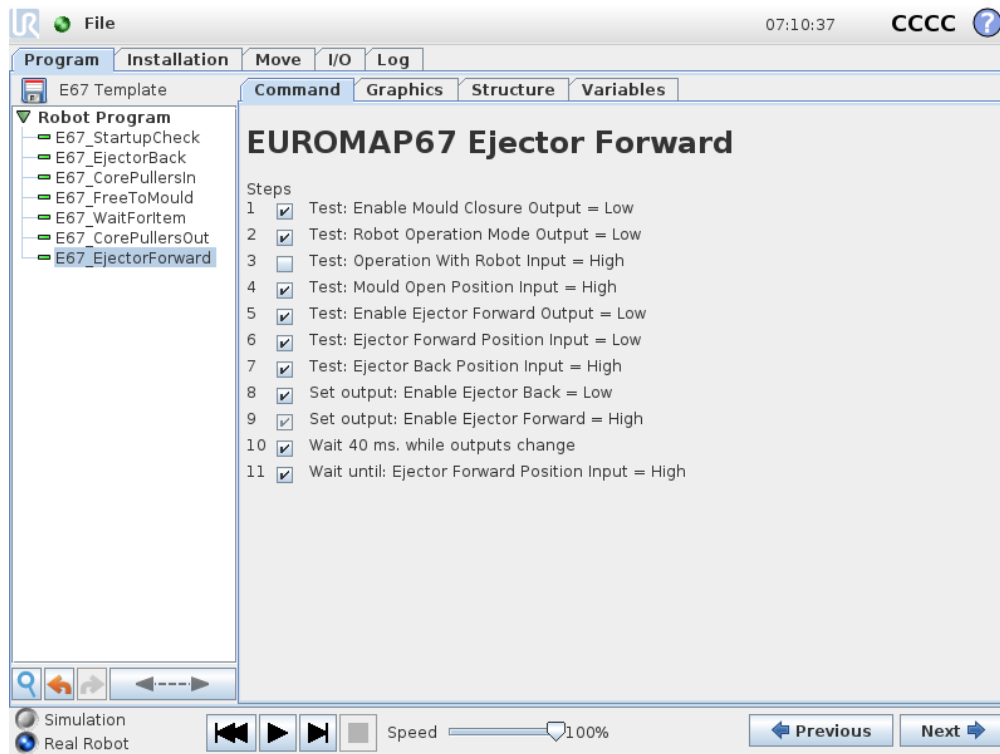 UR File 07:10:37 CCCC ?
Program Installation Move I/O Log
E67 Template
Command Graphics Structure Variables
Robot Program
E67_StartupCheck
E67_EjectorBack
E67_CorePullersIn
E67_FreeToMould
E67_WaitForItem
E67_CorePullersOut
E67_EjectorForward
EUROMAP67 Ejector Forward
Steps
1 Test: Enable Mould Closure Output = Low
2 Test: Robot Operation Mode Output = Low
3 Test: Operation With Robot Input = High
4 Test: Mould Open Position Input = High
5 Test: Enable Ejector Forward Output = Low
6 Test: Ejector Forward Position Input = Low
7 Test: Ejector Back Position Input = High
8 Set output: Enable Ejector Back = Low
9 Set output: Enable Ejector Forward = High
10 Wait 40 ms. while outputs change
11 Wait until: Ejector Forward Position Input = High
Simulation
Real Robot
Speed 100%
Previous Next